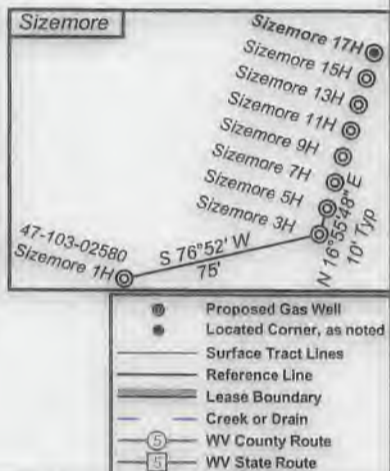 Sizemore
Sizemore 17H
Sizemore 15H
Sizemore 13H
Sizemore 11H
Sizemore 9H
Sizemore 7H
Sizemore 5H
Sizemore 3H
47-103-02580
Sizemore 1H
S 76°52' W
75'
N 16°55'48" E
10' Typ
Proposed Gas Well
Located Corner, as noted
Surface Tract Lines
Reference Line
Lease Boundary
Creek or Drain
5 WV County Route
5 WV State Route